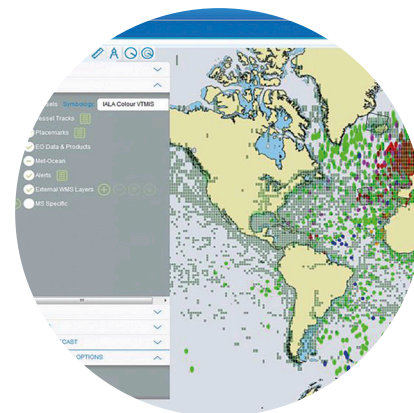 Symbology: IALA Colour VTMIS
Vessel Tracks
Placemarks
EO Data & Products
Met-Ocean
Alerts
External WMS Layers
MS Specific
OPTIONS